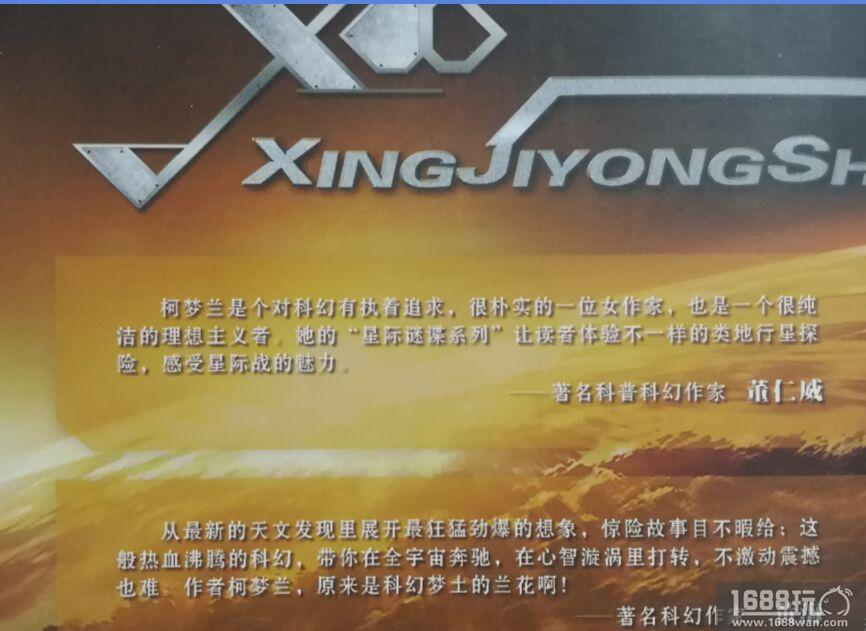 XINGJIYONGSH
柯梦兰是个对科幻有执着追求，很朴实的一位女作家，也是一个很纯
洁的理想主义者。她的“星际谜谍系列”让读者体验不一样的类地行星探
险，感受星际战的魅力。
——著名科普科幻作家 董仁威
从最新的天文发现里展开最狂猛劲爆的想象，惊险故事目不暇给；这
般热血沸腾的科幻，带你在全宇宙奔驰，在心智漩涡里打转，不激动震撼
也难。作者柯梦兰，原来是科幻梦土的兰花啊！
——著名科幻作
1688玩
www.1688wan.com